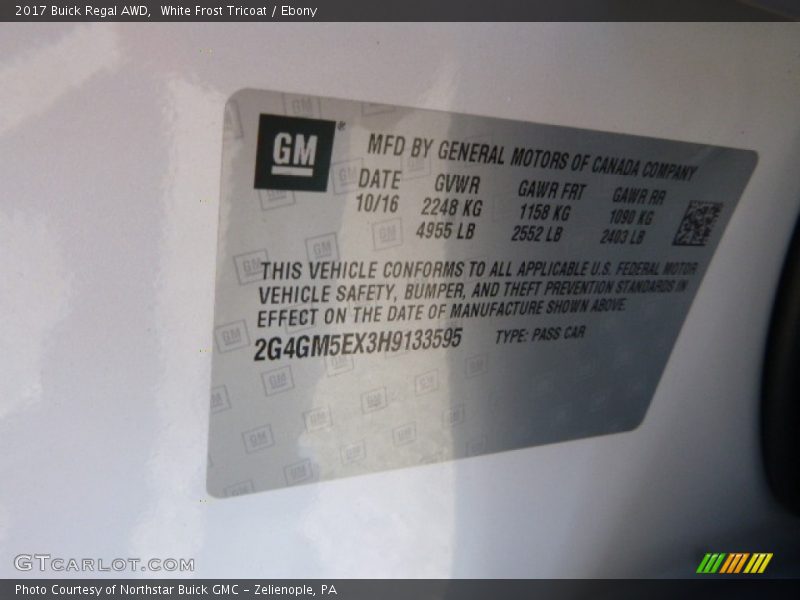 2017 Buick Regal AWD,  White Frost Tricoat / Ebony
GM®
MFD BY GENERAL MOTORS OF CANADA COMPANY
DATE GVWR GAWR FRT GAWR RR
10/16 2248 KG 1158 KG 1090 KG
4955 LB 2552 LB 2403 LB
THIS VEHICLE CONFORMS TO ALL APPLICABLE U.S. FEDERAL MOTOR
VEHICLE SAFETY, BUMPER, AND THEFT PREVENTION STANDARDS IN
EFFECT ON THE DATE OF MANUFACTURE SHOWN ABOVE.
2G4GM5EX3H9133595 TYPE: PASS CAR
GTCARLOT.COM
Photo Courtesy of Northstar Buick GMC – Zelienople, PA